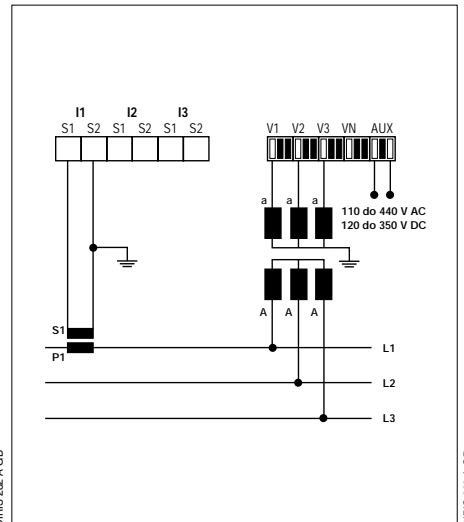 I1 I2 I3
S1 S2 S1 S2 S1 S2
V1 V2 V3 VN AUX
a a a
110 do 440 V AC
120 do 350 V DC
A A A
S1
P1
L1
L2
L3